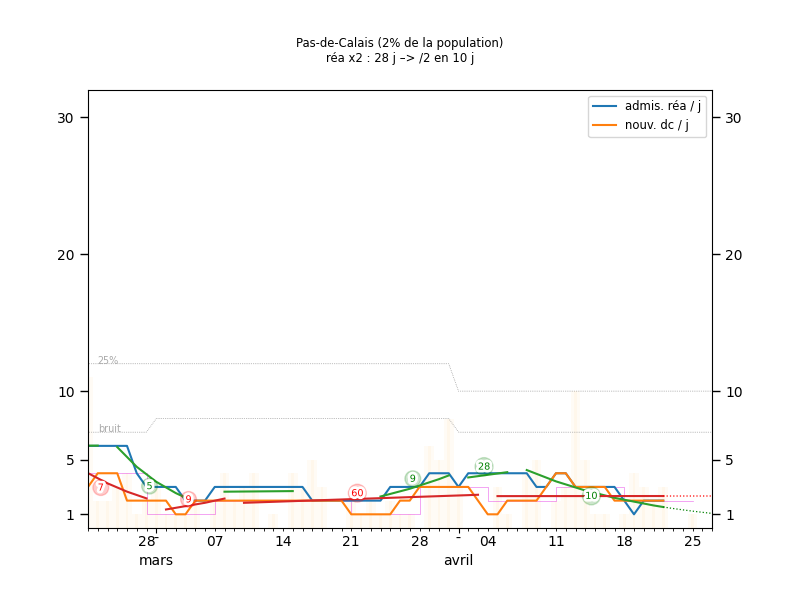 Pas-de-Calais (2% de la population)
réa x2 : 28 j –> /2 en 10 j
admis. réa / j
nouv. dc / j
30
30
20
20
25%
10
10
bruit
28
5
5
9
60
7
5
9
10
1
1
28 07 14 21 28 04 11 18 25
mars avril